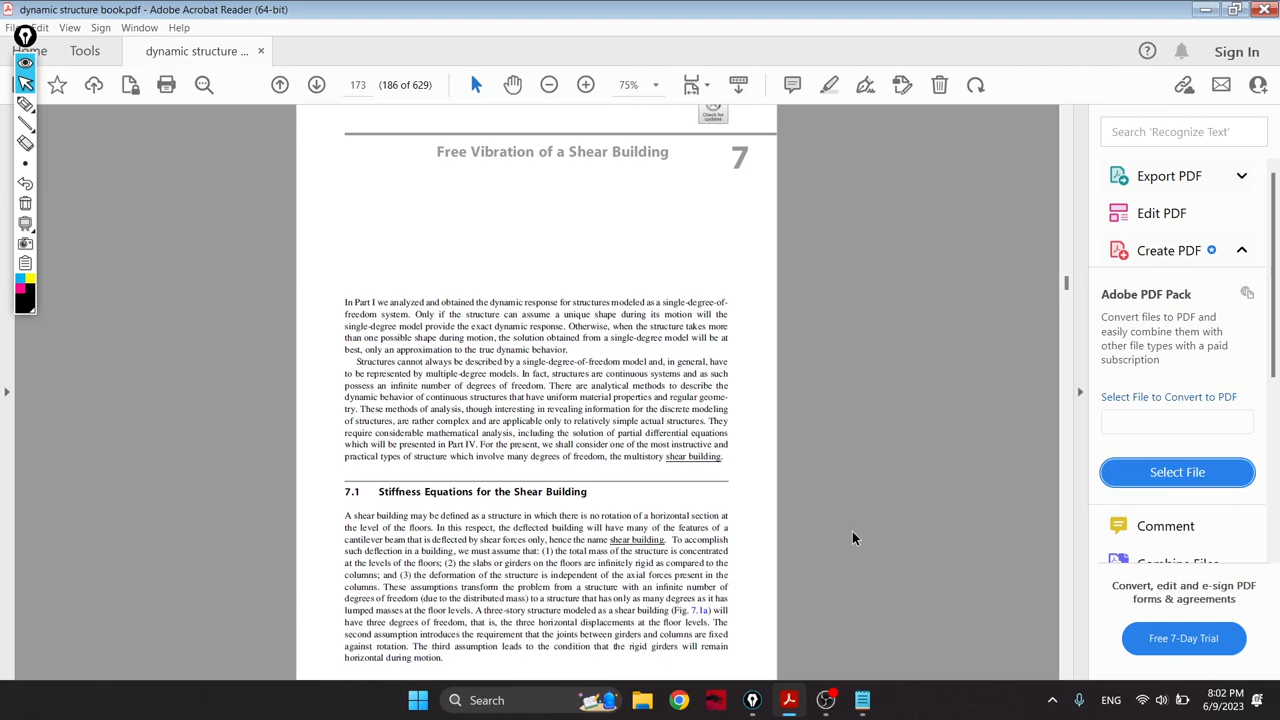 dynamic structure book.pdf - Adobe Acrobat Reader (64-bit)
File Edit View Sign Window Help
Home Tools dynamic structure ... × Sign In
173 (186 of 629) 75%
Check for
updates
Free Vibration of a Shear Building 7
In Part I we analyzed and obtained the dynamic response for structures modeled as a single-degree-of-
freedom system. Only if the structure can assume a unique shape during its motion will the
single-degree model provide the exact dynamic response. Otherwise, when the structure takes more
than one possible shape during motion, the solution obtained from a single-degree model will be at
best, only an approximation to the true dynamic behavior.
Structures cannot always be described by a single-degree-of-freedom model and, in general, have
to be represented by multiple-degree models. In fact, structures are continuous systems and as such
possess an infinite number of degrees of freedom. There are analytical methods to describe the
dynamic behavior of continuous structures that have uniform material properties and regular geome-
try. These methods of analysis, though interesting in revealing information for the discrete modeling
of structures, are rather complex and are applicable only to relatively simple actual structures. They
require considerable mathematical analysis, including the solution of partial differential equations
which will be presented in Part IV. For the present, we shall consider one of the most instructive and
practical types of structure which involve many degrees of freedom, the multistory shear building.
7.1 Stiffness Equations for the Shear Building
A shear building may be defined as a structure in which there is no rotation of a horizontal section at
the level of the floors. In this respect, the deflected building will have many of the features of a
cantilever beam that is deflected by shear forces only, hence the name shear building. To accomplish
such deflection in a building, we must assume that: (1) the total mass of the structure is concentrated
at the levels of the floors; (2) the slabs or girders on the floors are infinitely rigid as compared to the
columns; and (3) the deformation of the structure is independent of the axial forces present in the
columns. These assumptions transform the problem from a structure with an infinite number of
degrees of freedom (due to the distributed mass) to a structure that has only as many degrees as it has
lumped masses at the floor levels. A three-story structure modeled as a shear building (Fig. 7.1a) will
have three degrees of freedom, that is, the three horizontal displacements at the floor levels. The
second assumption introduces the requirement that the joints between girders and columns are fixed
against rotation. The third assumption leads to the condition that the rigid girders will remain
horizontal during motion.
Search 'Recognize Text'
Export PDF
Edit PDF
Create PDF
Adobe PDF Pack
Convert files to PDF and
easily combine them with
other file types with a paid
subscription
Select File to Convert to PDF
Select File
Comment
Combine Files
Convert, edit and e-sign PDF
forms & agreements
Free 7-Day Trial
Search
ENG
8:02 PM
6/9/2023